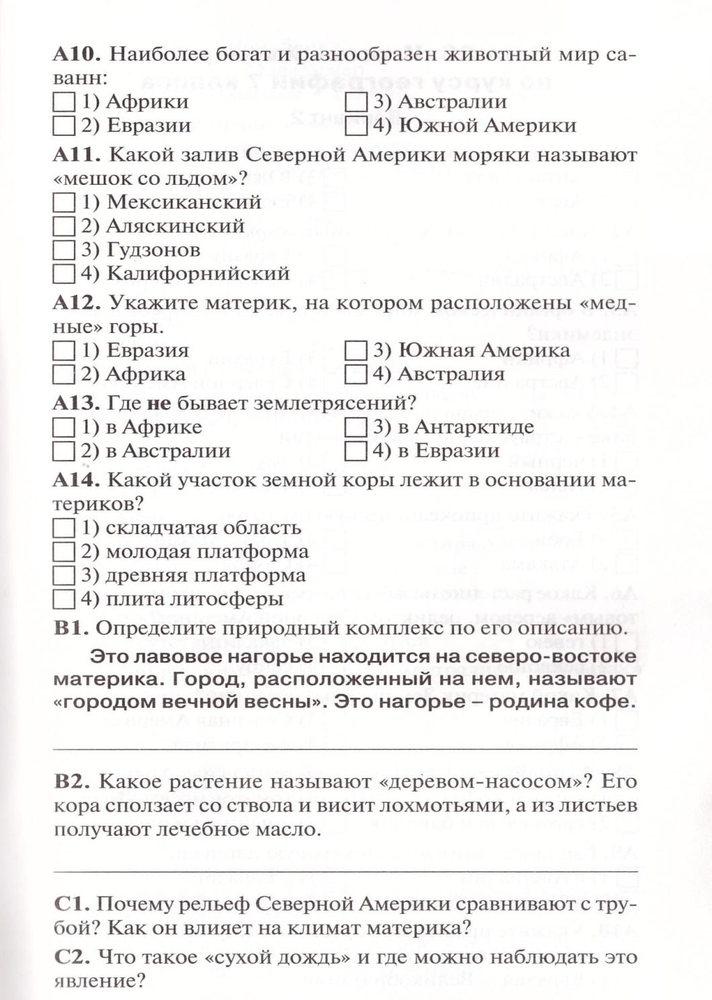 А10. Наиболее богат и разнообразен животный мир са-
ванн:
1) Африки
3) Австралии
2) Евразии
4) Южной Америки
А11. Какой залив Северной Америки моряки называют
«мешок со льдом»?
1) Мексиканский
2) Аляскинский
3) Гудзонов
4) Калифорнийский
А12. Укажите материк, на котором расположены «мед-
ные» горы.
1) Евразия
3) Южная Америка
2) Африка
4) Австралия
А13. Где не бывает землетрясений?
1) в Африке
3) в Антарктиде
2) в Австралии
4) в Евразии
А14. Какой участок земной коры лежит в основании ма-
териков?
1) складчатая область
2) молодая платформа
3) древняя платформа
4) плита литосферы
В1. Определите природный комплекс по его описанию.
Это лавовое нагорье находится на северо-востоке
материка. Город, расположенный на нем, называют
«городом вечной весны». Это нагорье – родина кофе.
В2. Какое растение называют «деревом-насосом»? Его
кора сползает со ствола и висит лохмотьями, а из листьев
получают лечебное масло.
С1. Почему рельеф Северной Америки сравнивают с тру-
бой? Как он влияет на климат материка?
С2. Что такое «сухой дождь» и где можно наблюдать это
явление?